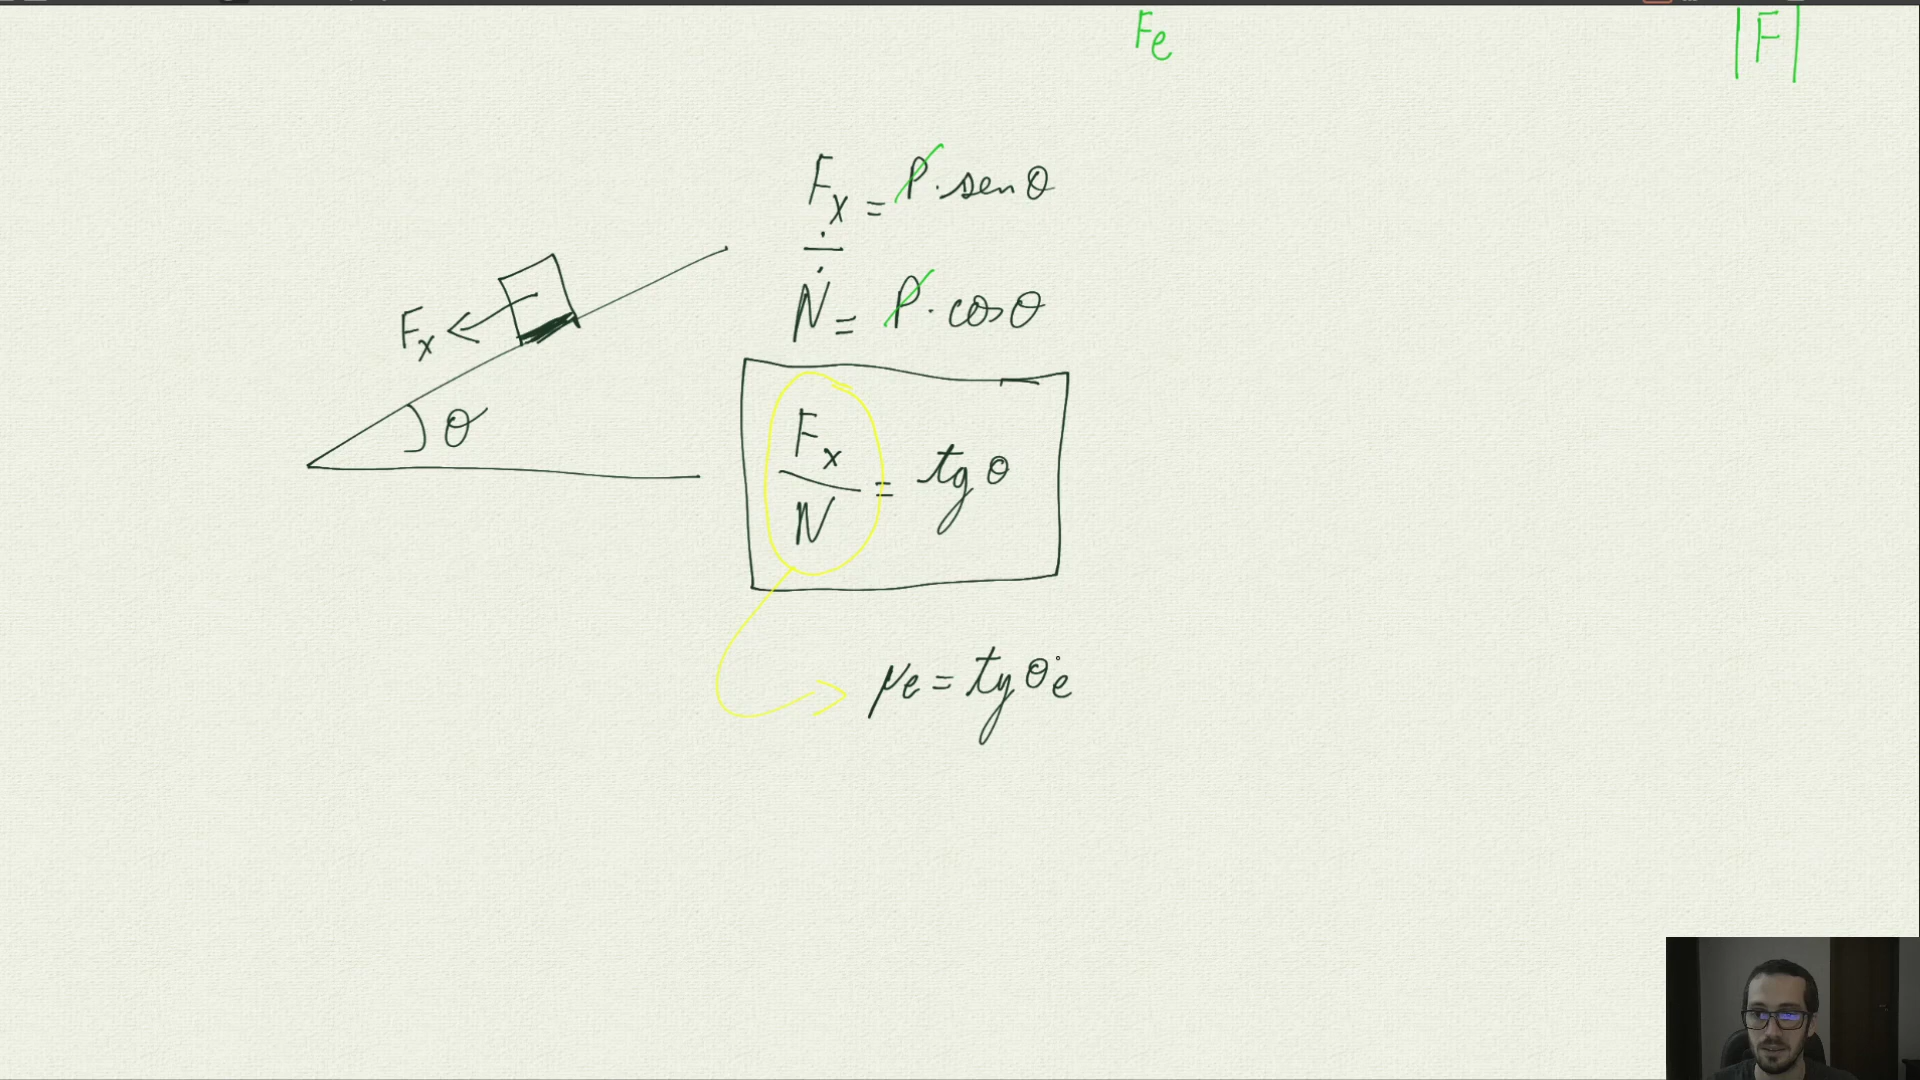 Fe |F|
Fx = P · sen θ
÷
N = P · cos θ
Fx
θ
Fx/N = tg θ
μe = tg θe